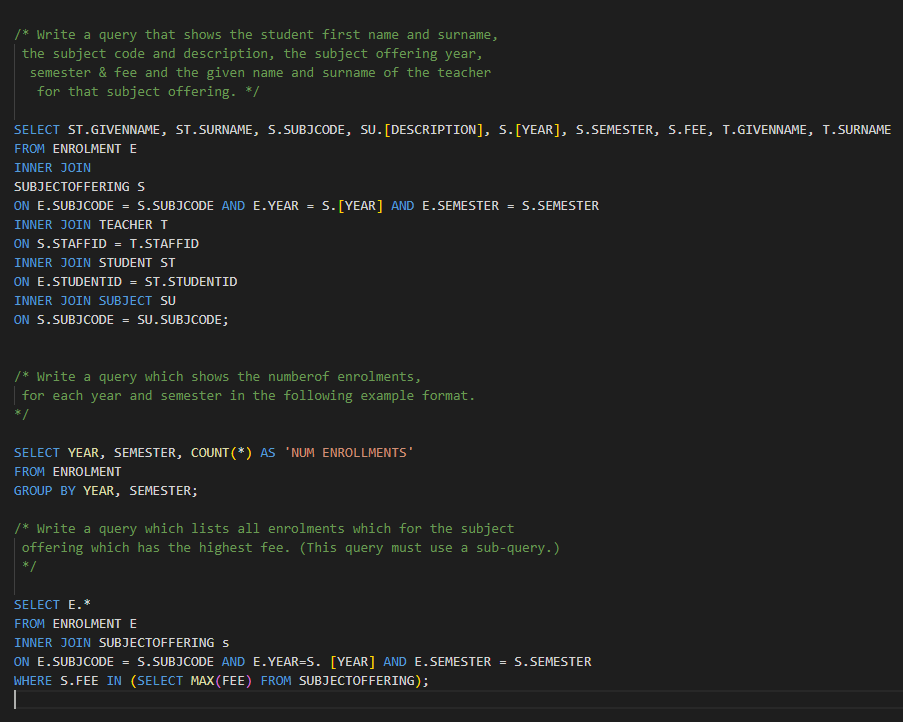 /* Write a query that shows the student first name and surname,
the subject code and description, the subject offering year,
semester & fee and the given name and surname of the teacher
for that subject offering. */
SELECT ST.GIVENNAME, ST.SURNAME, S.SUBJCODE, SU.[DESCRIPTION], S.[YEAR], S.SEMESTER, S.FEE, T.GIVENNAME, T.SURNAME
FROM ENROLMENT E
INNER JOIN
SUBJECTOFFERING S
ON E.SUBJCODE = S.SUBJCODE AND E.YEAR = S.[YEAR] AND E.SEMESTER = S.SEMESTER
INNER JOIN TEACHER T
ON S.STAFFID = T.STAFFID
INNER JOIN STUDENT ST
ON E.STUDENTID = ST.STUDENTID
INNER JOIN SUBJECT SU
ON S.SUBJCODE = SU.SUBJCODE;
/* Write a query which shows the numberof enrolments,
for each year and semester in the following example format.
*/
SELECT YEAR, SEMESTER, COUNT(*) AS 'NUM ENROLLMENTS'
FROM ENROLMENT
GROUP BY YEAR, SEMESTER;
/* Write a query which lists all enrolments which for the subject
offering which has the highest fee. (This query must use a sub-query.)
*/
SELECT E.*
FROM ENROLMENT E
INNER JOIN SUBJECTOFFERING s
ON E.SUBJCODE = S.SUBJCODE AND E.YEAR=S. [YEAR] AND E.SEMESTER = S.SEMESTER
WHERE S.FEE IN (SELECT MAX(FEE) FROM SUBJECTOFFERING);